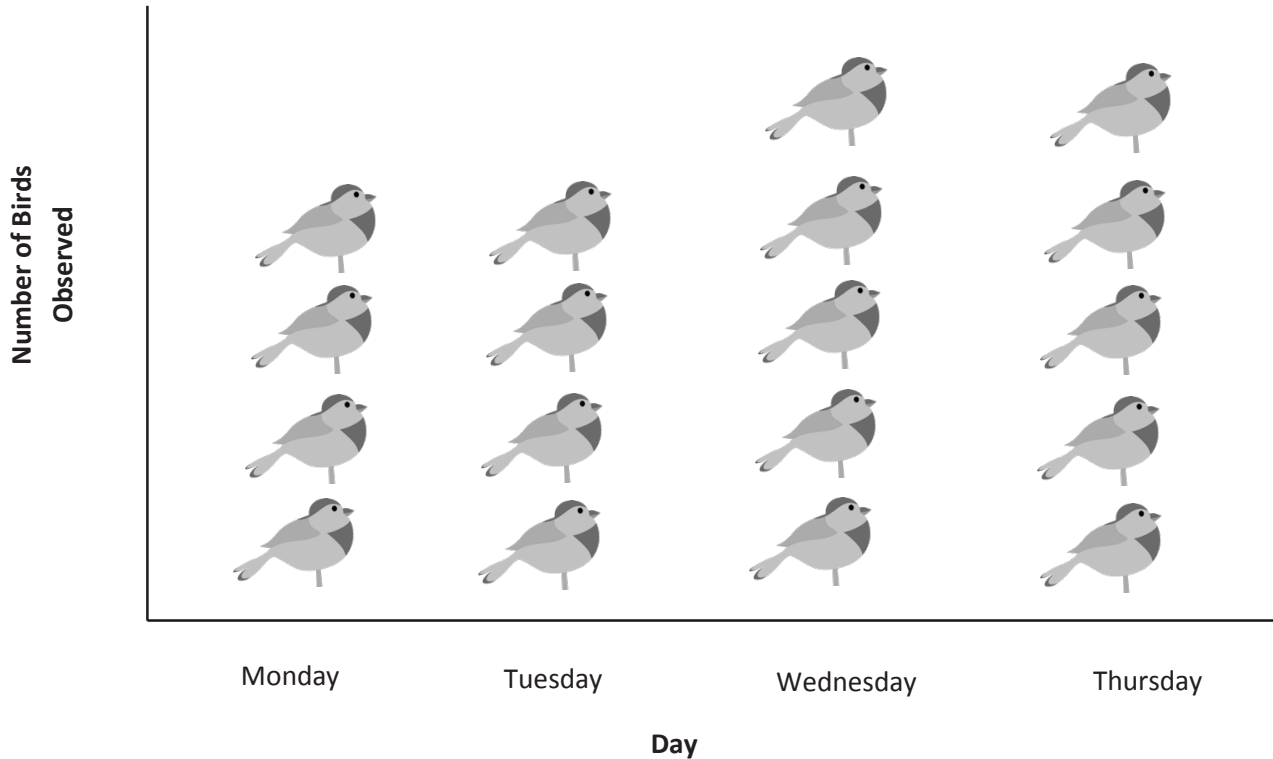 Number of Birds
Observed
Monday
Tuesday
Wednesday
Thursday
Day